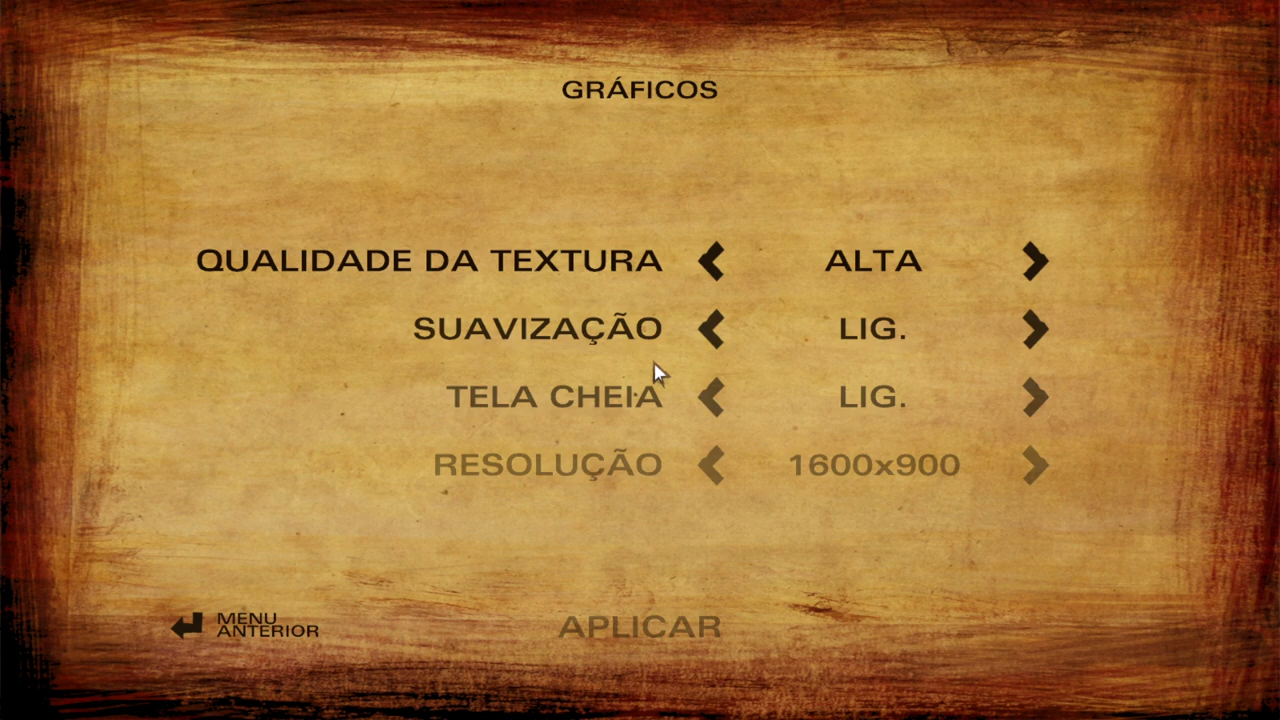 GRÁFICOS
QUALIDADE DA TEXTURA ALTA
SUAVIZAÇÃO LIG.
TELA CHEIA LIG.
RESOLUÇÃO 1600x900
MENU
ANTERIOR
APLICAR